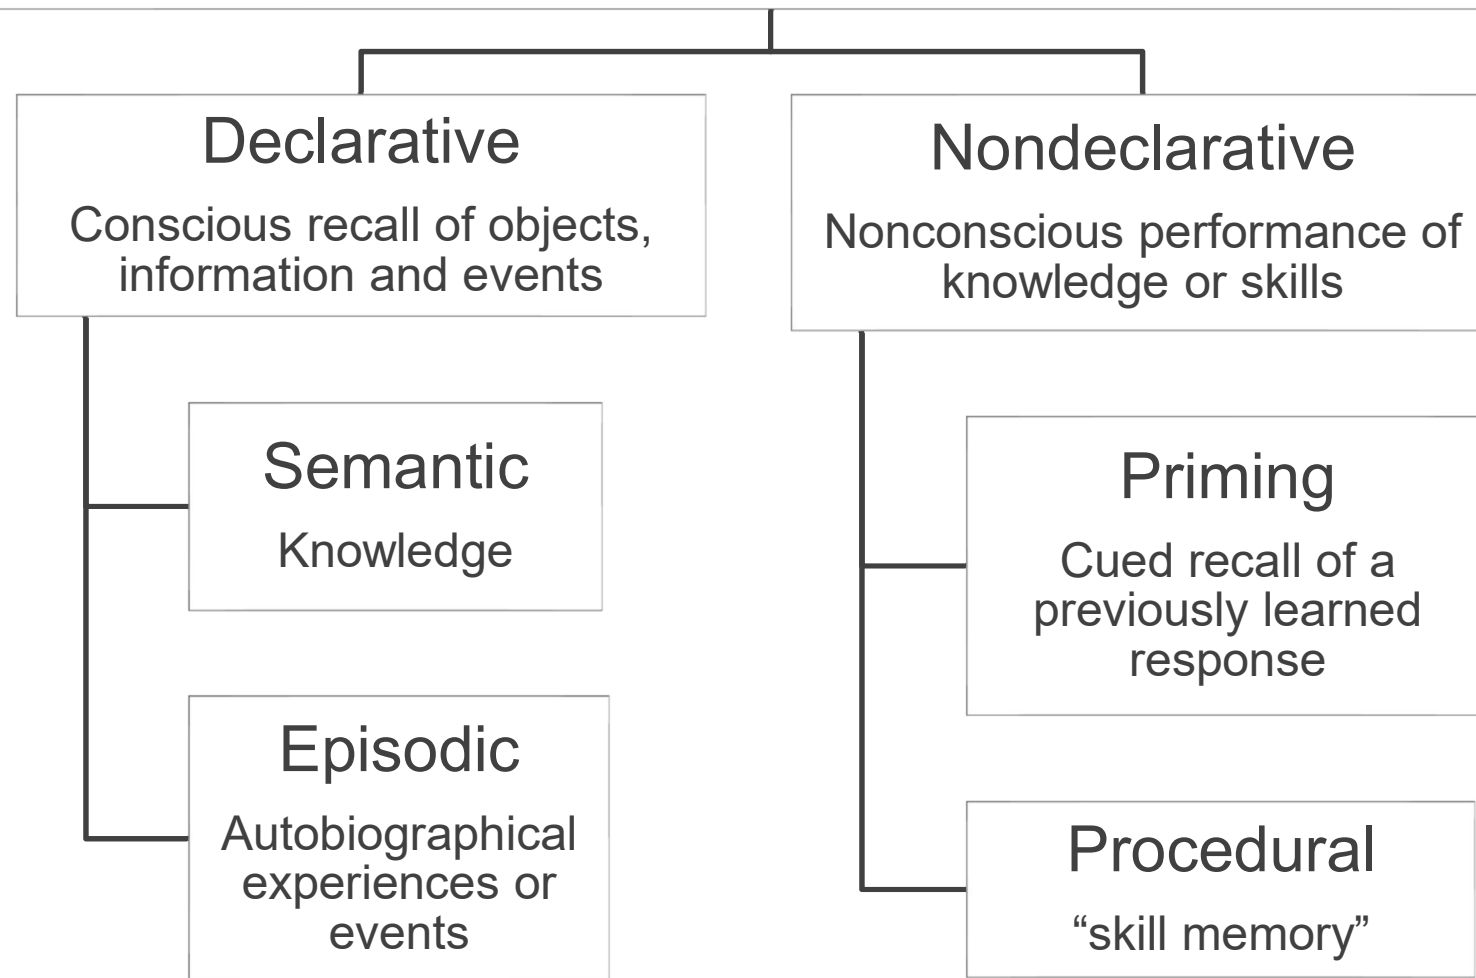 Declarative
Conscious recall of objects,
information and events
Semantic
Knowledge
Episodic
Autobiographical
experiences or
events
Nondeclarative
Nonconscious performance of
knowledge or skills
Priming
Cued recall of a
previously learned
response
Procedural
“skill memory”